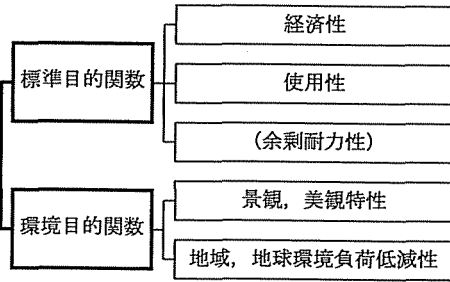 標準目的関数
経済性
使用性
(余剰耐力性)
環境目的関数
景観，美観特性
地域，地球環境負荷低減性